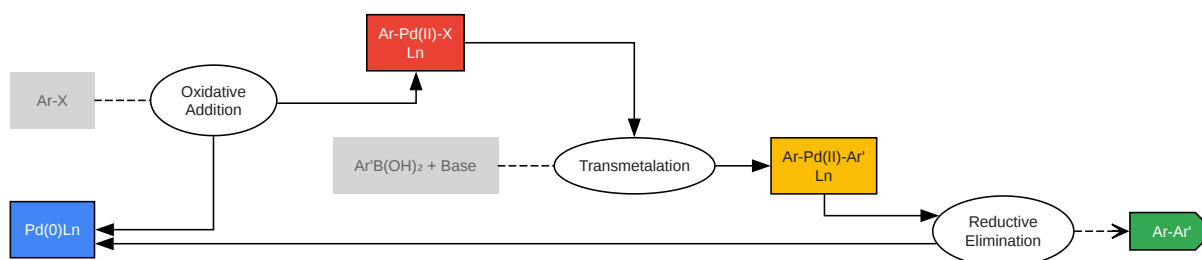 Ar-Pd(II)-X
Ln
Oxidative
Addition
Ar-X
Ar'B(OH)₂ + Base
Transmetalation
Ar-Pd(II)-Ar'
Ln
Pd(0)Ln
Reductive
Elimination
Ar-Ar'